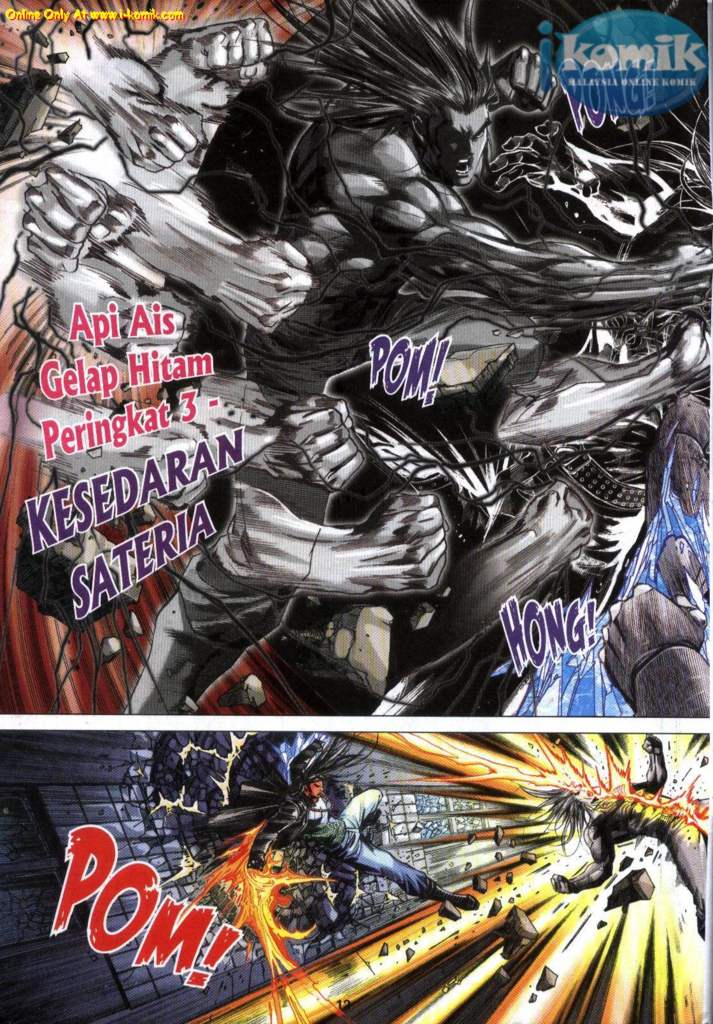 Online Only At www.i-komik.com
ikomik
MALAYSIA ONLINE KOMIK
PONG!
Api Ais
Gelap Hitam
Peringkat 3 -
KESEDARAN
SATERIA
POM!
HONG!
POM!
12